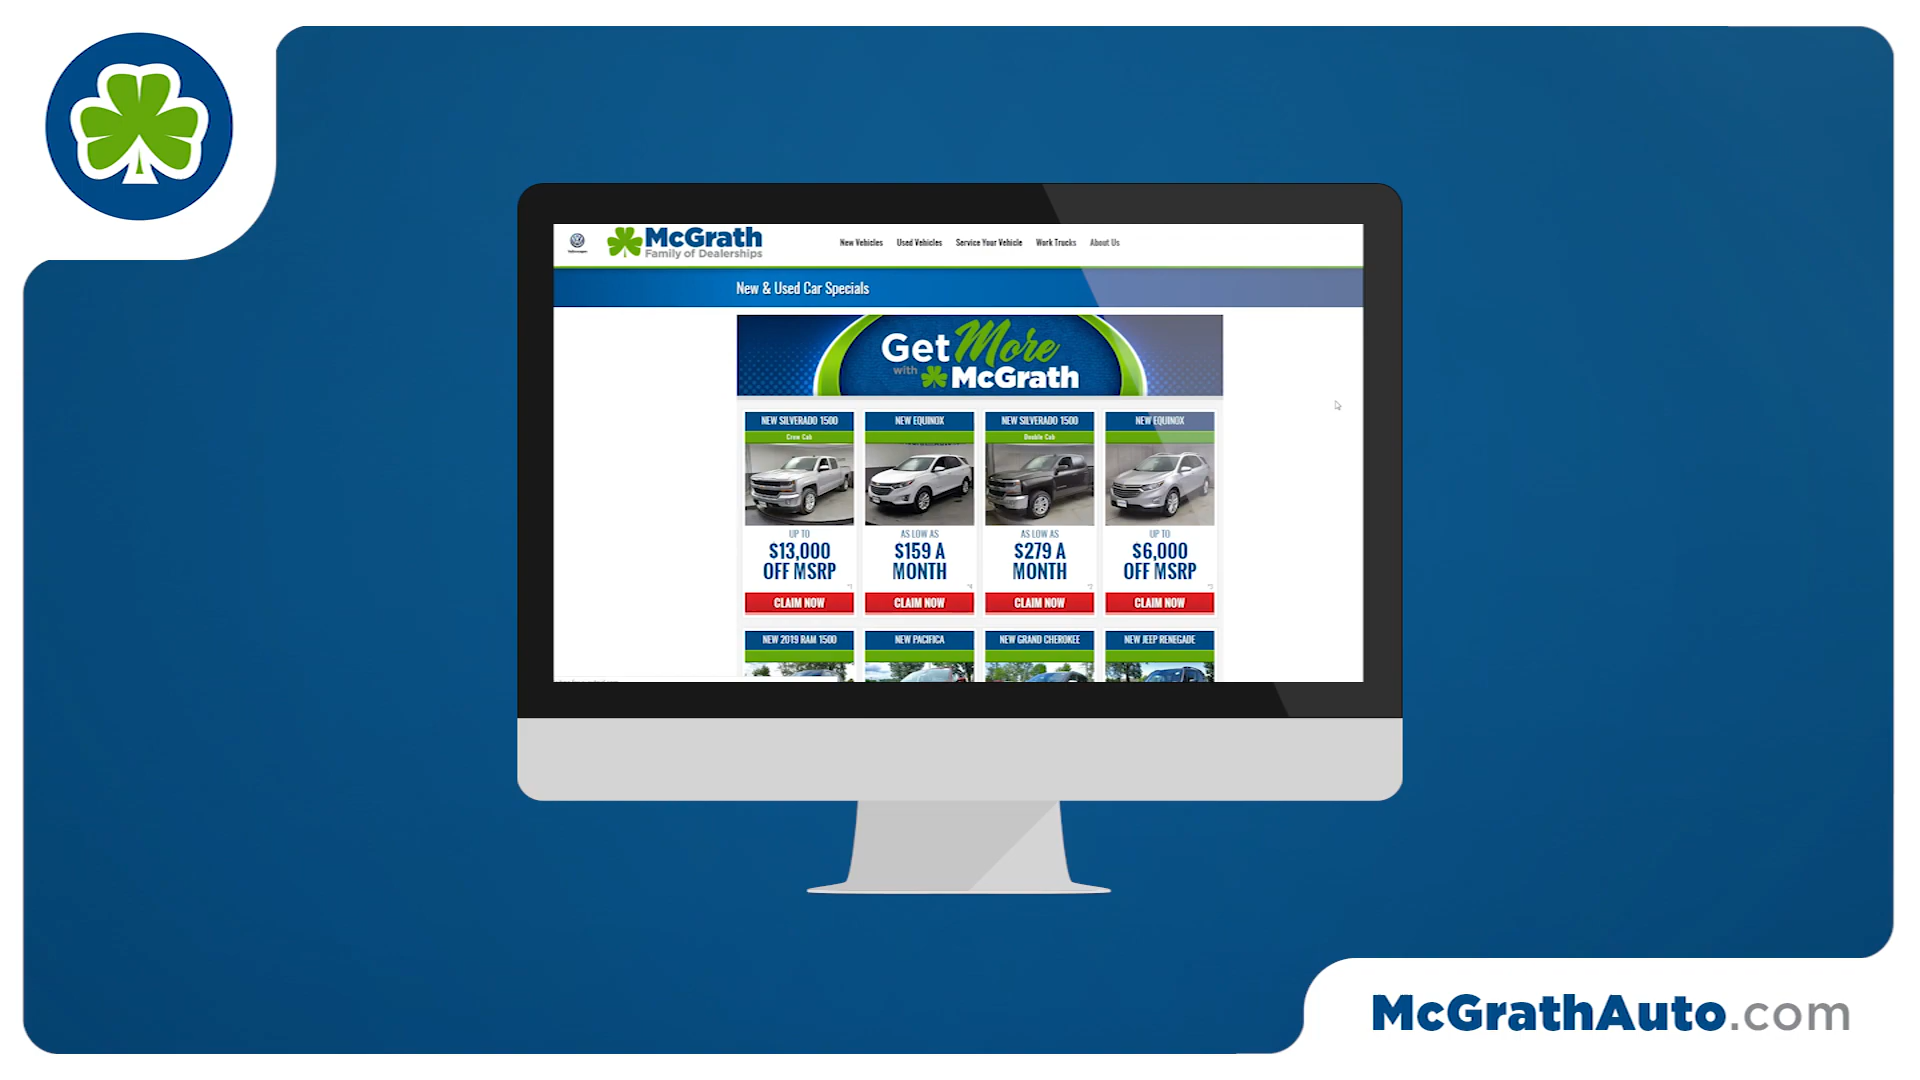 McGrath
Family of Dealerships
New Vehicles Used Vehicles Service Your Vehicle Work Trucks About Us
New & Used Car Specials
Get More
with McGrath
NEW SILVERADO 1500
Crew Cab
UP TO
$13,000
OFF MSRP
CLAIM NOW
NEW EQUINOX
AS LOW AS
$159 A
MONTH
CLAIM NOW
NEW SILVERADO 1500
Double Cab
AS LOW AS
$279 A
MONTH
CLAIM NOW
NEW EQUINOX
UP TO
$6,000
OFF MSRP
CLAIM NOW
NEW 2019 RAM 1500
NEW PACIFICA
NEW GRAND CHEROKEE
NEW JEEP RENEGADE
McGrathAuto.com